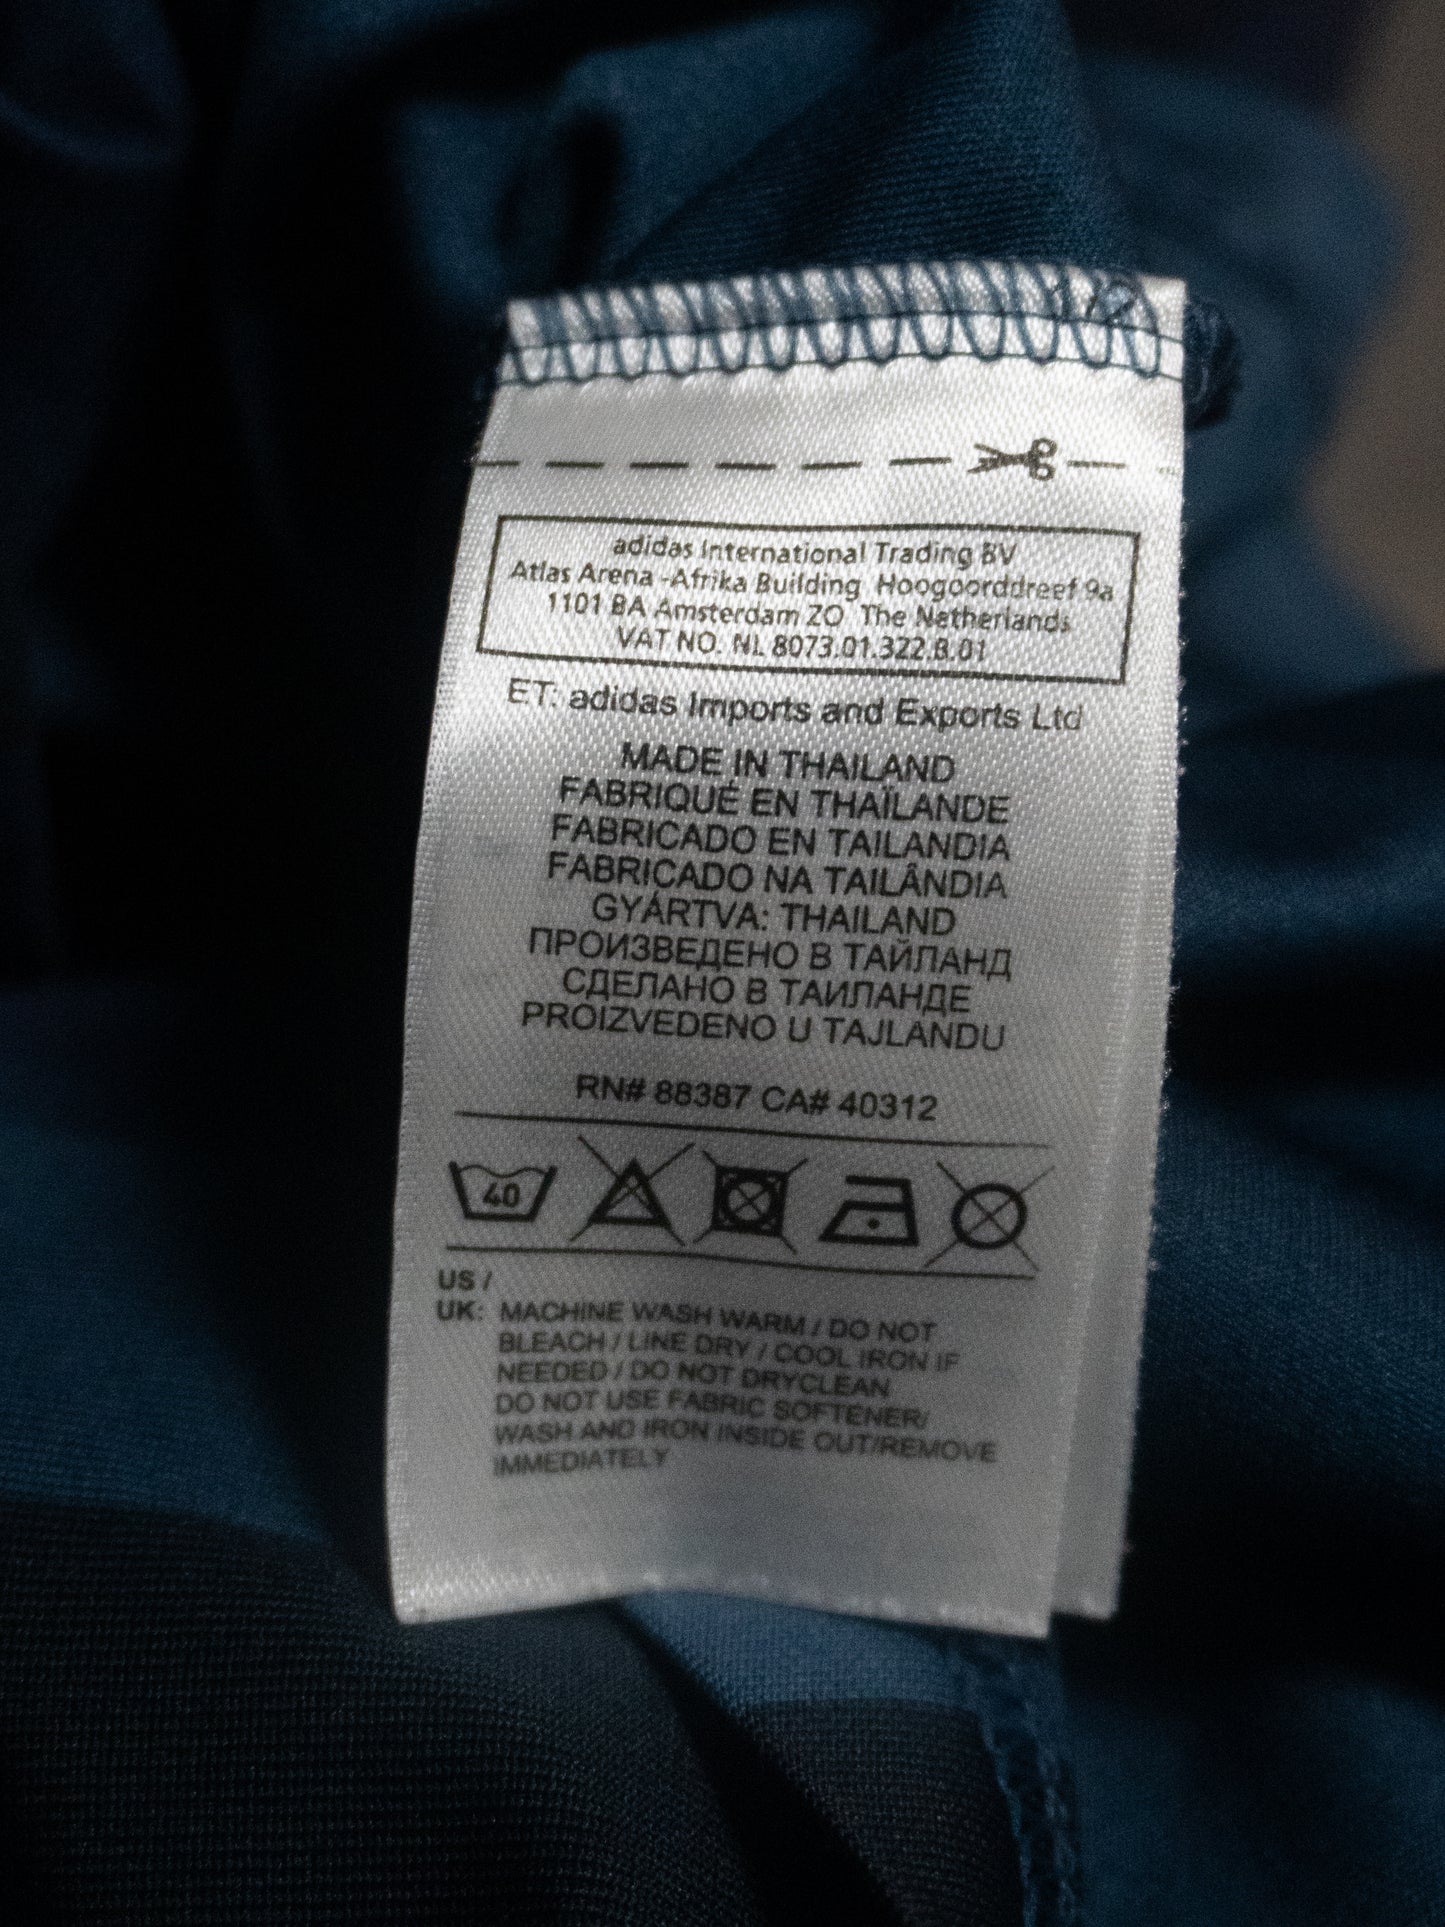 adidas International Trading BV
Atlas Arena -Afrika Building Hoogoorddreef 9a
1101 BA Amsterdam ZO The Netherlands
VAT NO. NL 8073.01.322.B.01
ET: adidas Imports and Exports Ltd
MADE IN THAILAND
FABRIQUÉ EN THAÏLANDE
FABRICADO EN TAILANDIA
FABRICADO NA TAILÂNDIA
GYÁRTVA: THAILAND
ПРОИЗВЕДЕНО В ТАЙЛАНД
СДЕЛАНО В ТАИЛАНДЕ
PROIZVEDENO U TAJLANDU
RN# 88387 CA# 40312
40
US /
UK: MACHINE WASH WARM / DO NOT
BLEACH / LINE DRY / COOL IRON IF
NEEDED / DO NOT DRYCLEAN
DO NOT USE FABRIC SOFTENER/
WASH AND IRON INSIDE OUT/REMOVE
IMMEDIATELY